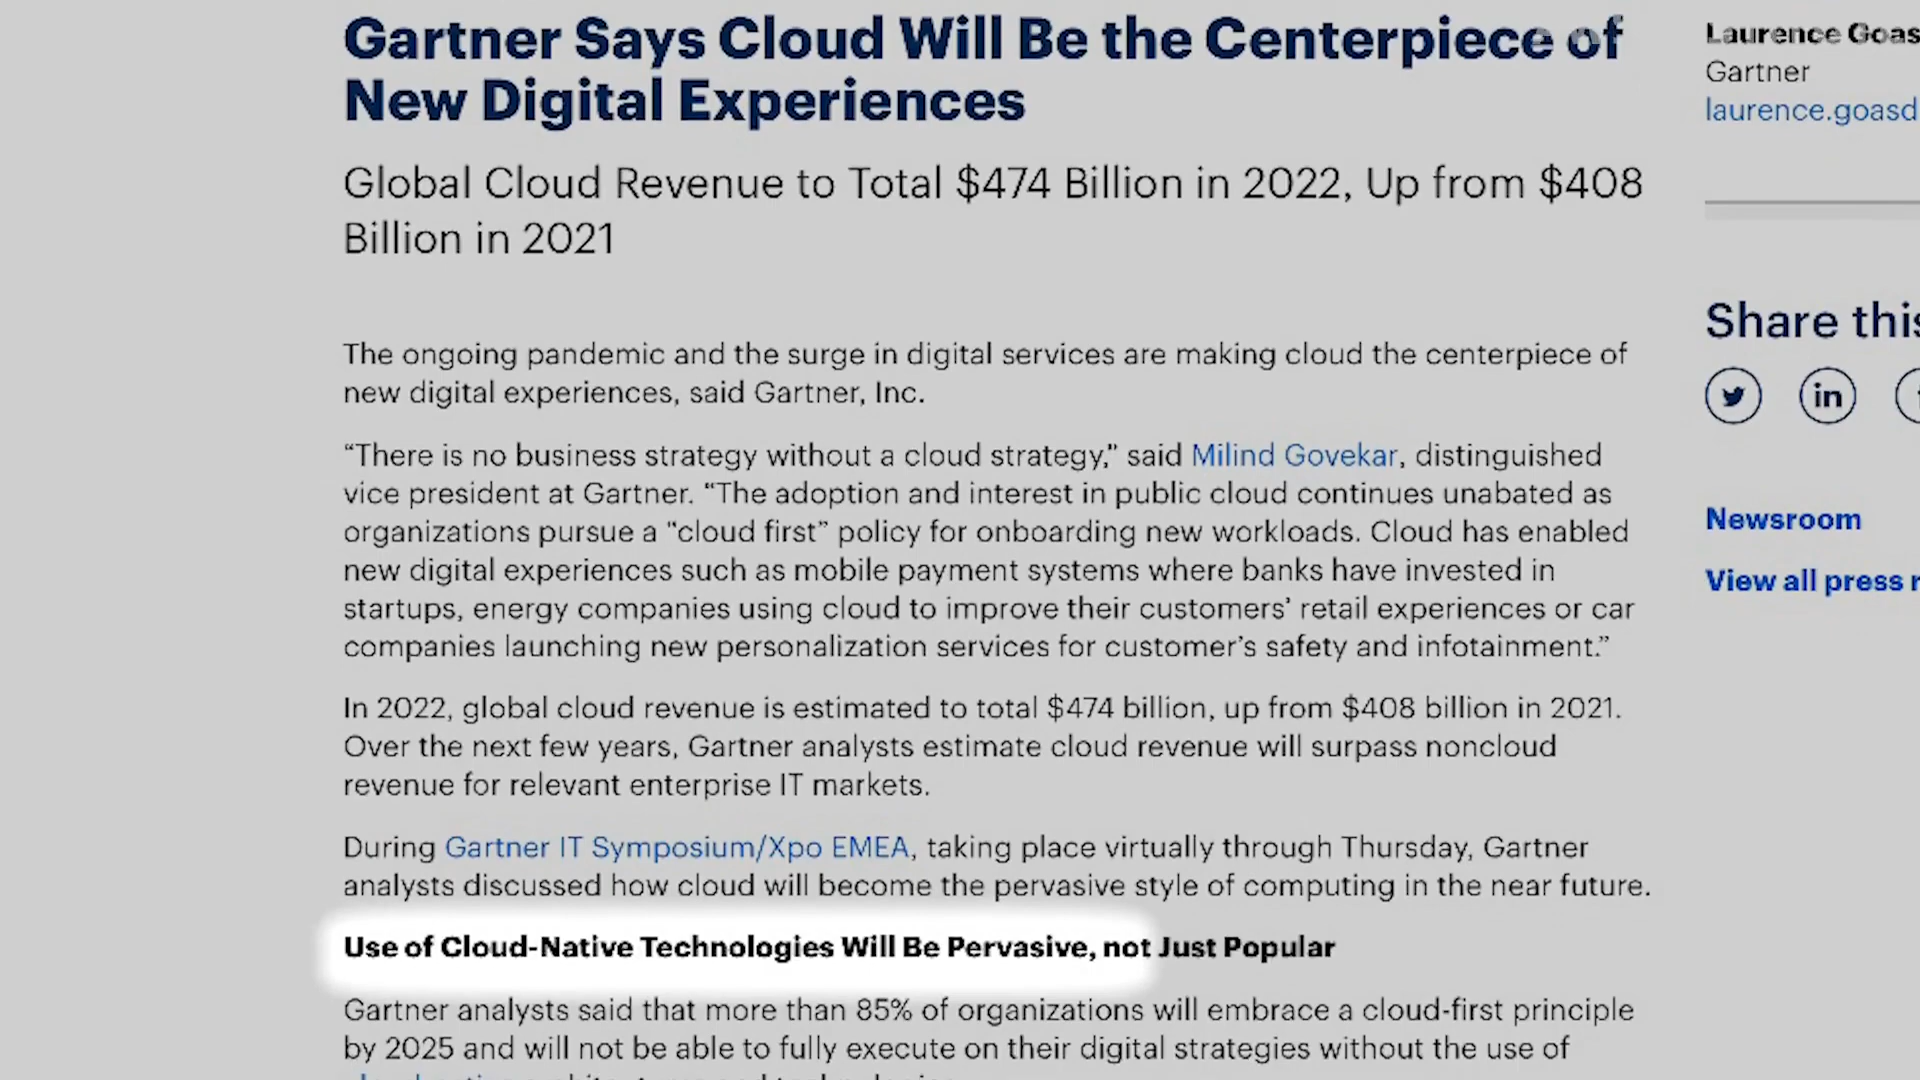 Gartner Says Cloud Will Be the Centerpiece of
New Digital Experiences
Global Cloud Revenue to Total $474 Billion in 2022, Up from $408
Billion in 2021
The ongoing pandemic and the surge in digital services are making cloud the centerpiece of
new digital experiences, said Gartner, Inc.
“There is no business strategy without a cloud strategy,” said Milind Govekar, distinguished
vice president at Gartner. “The adoption and interest in public cloud continues unabated as
organizations pursue a "cloud first” policy for onboarding new workloads. Cloud has enabled
new digital experiences such as mobile payment systems where banks have invested in
startups, energy companies using cloud to improve their customers’ retail experiences or car
companies launching new personalization services for customer’s safety and infotainment.”
In 2022, global cloud revenue is estimated to total $474 billion, up from $408 billion in 2021.
Over the next few years, Gartner analysts estimate cloud revenue will surpass noncloud
revenue for relevant enterprise IT markets.
During Gartner IT Symposium/Xpo EMEA, taking place virtually through Thursday, Gartner
analysts discussed how cloud will become the pervasive style of computing in the near future.
Use of Cloud-Native Technologies Will Be Pervasive, not Just Popular
Gartner analysts said that more than 85% of organizations will embrace a cloud-first principle
by 2025 and will not be able to fully execute on their digital strategies without the use of
Laurence Goas
Gartner
laurence.goasd
Share this
in
Newsroom
View all press r